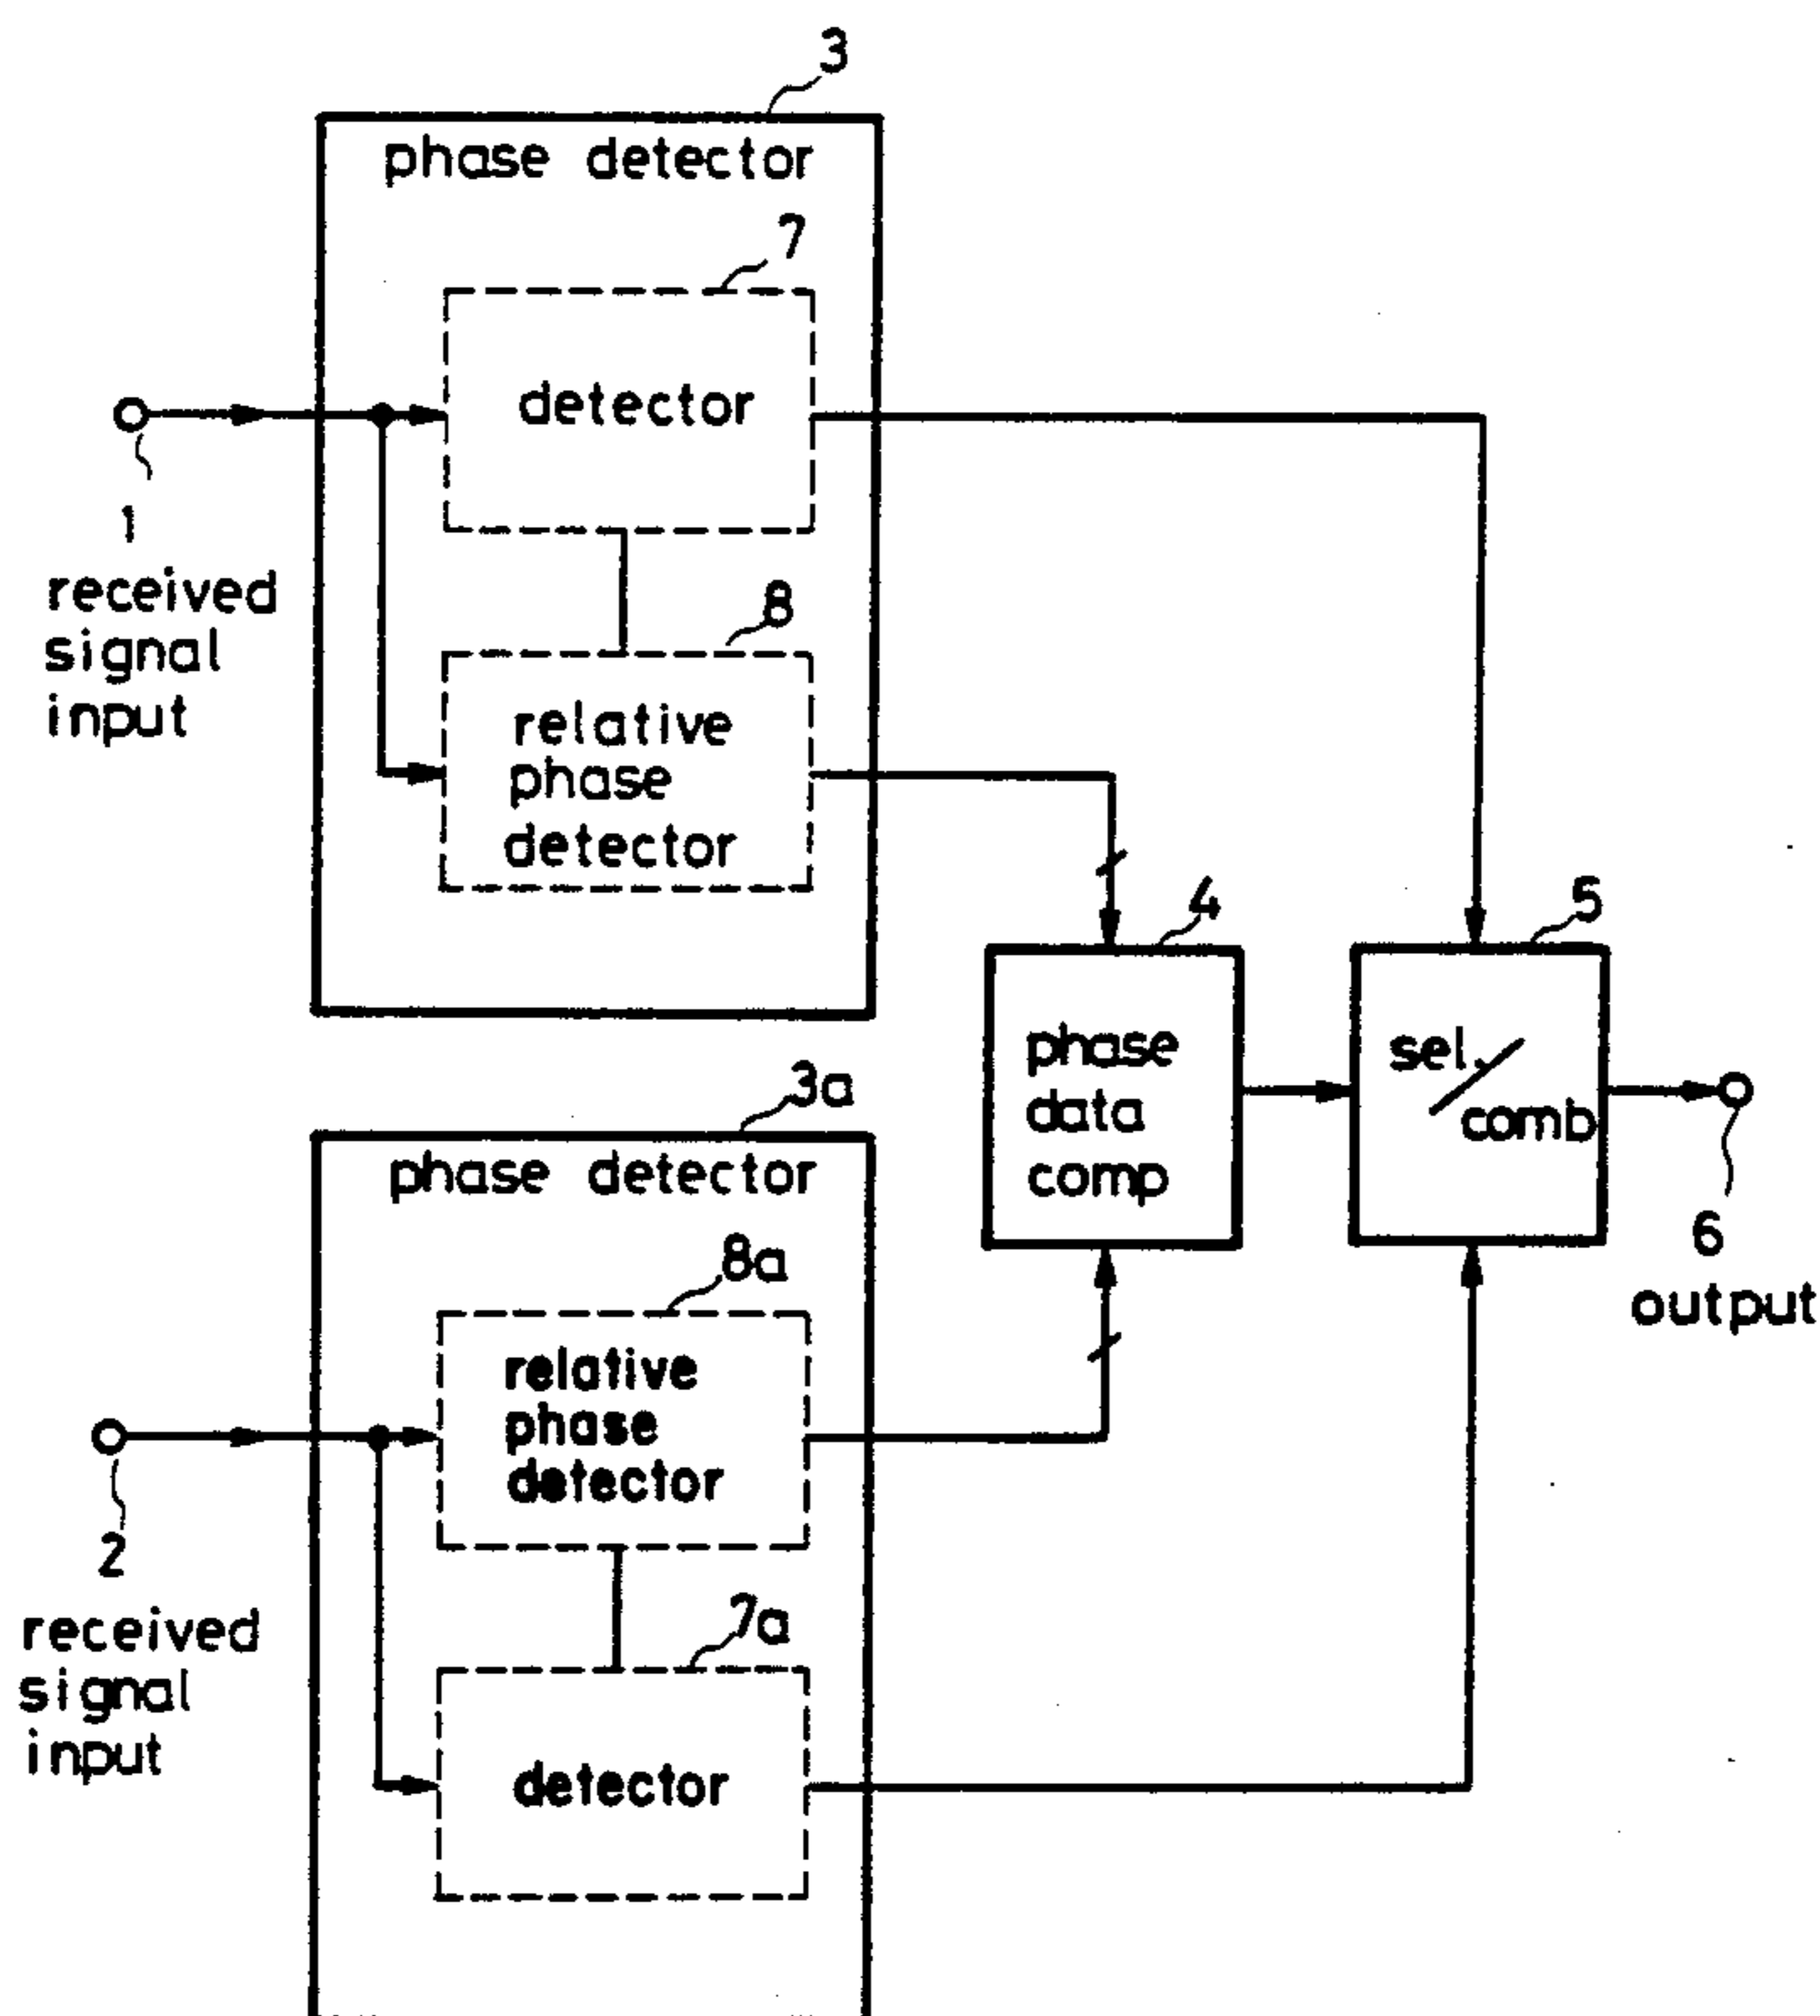 3
phase detector
7
detector
1
received
signal
input
8
relative
phase
detector
4
phase
data
comp
5
sel.
comb
6
output
3a
phase detector
8a
relative
phase
detector
2
received
signal
input
7a
detector